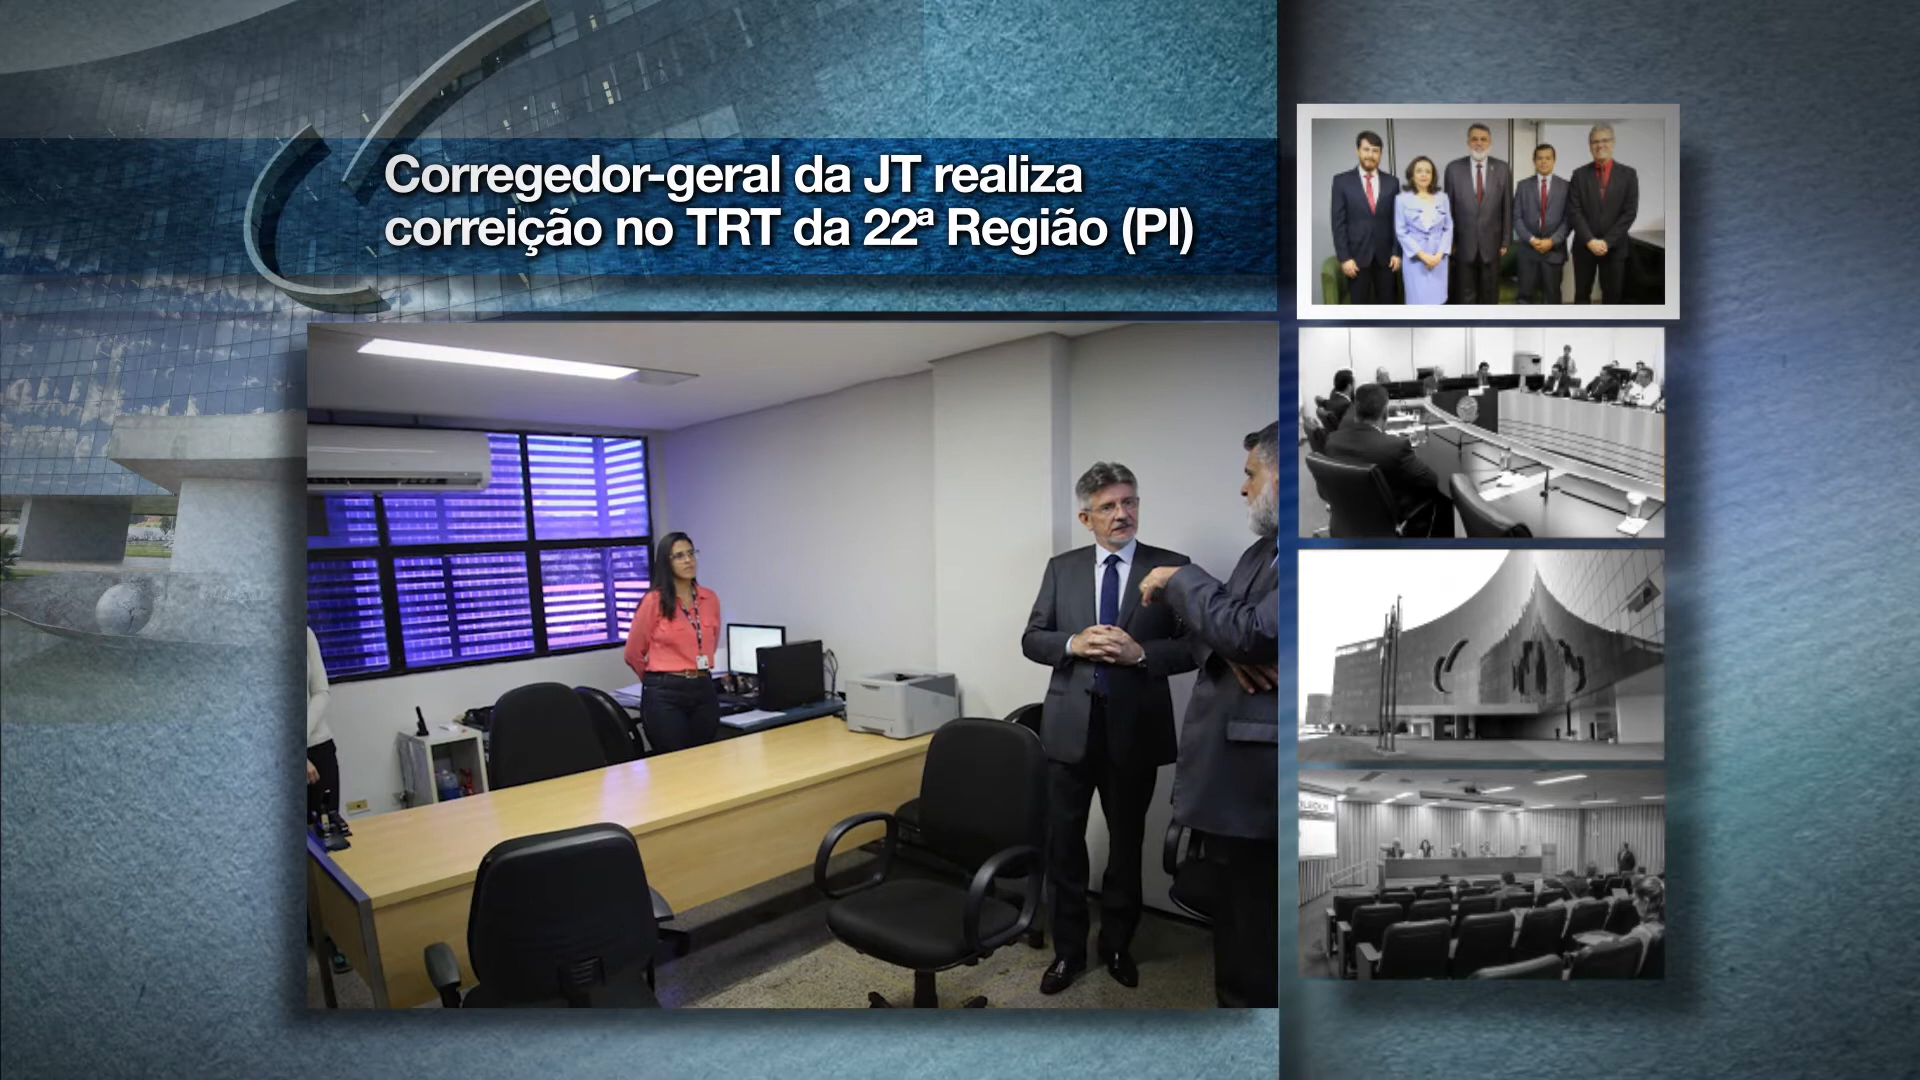 Corregedor-geral da JT realiza
correição no TRT da 22ª Região (PI)